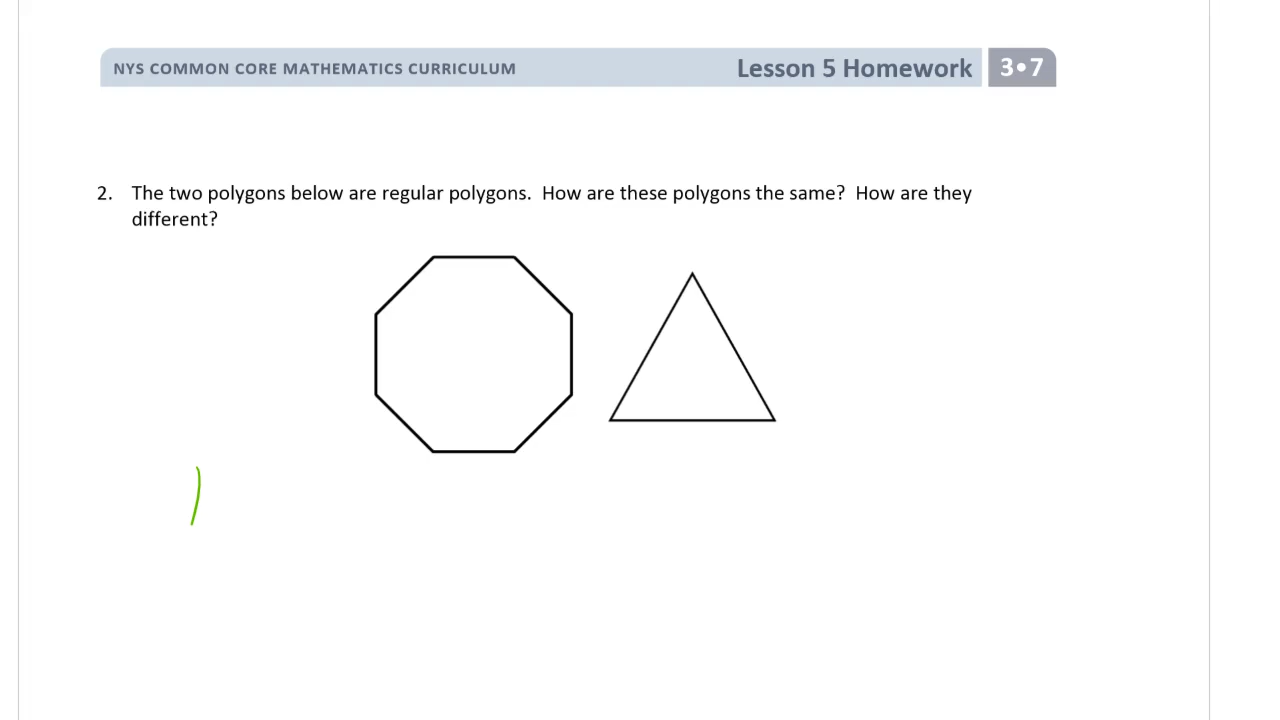 NYS COMMON CORE MATHEMATICS CURRICULUM
Lesson 5 Homework 3•7
2. The two polygons below are regular polygons. How are these polygons the same? How are they
different?